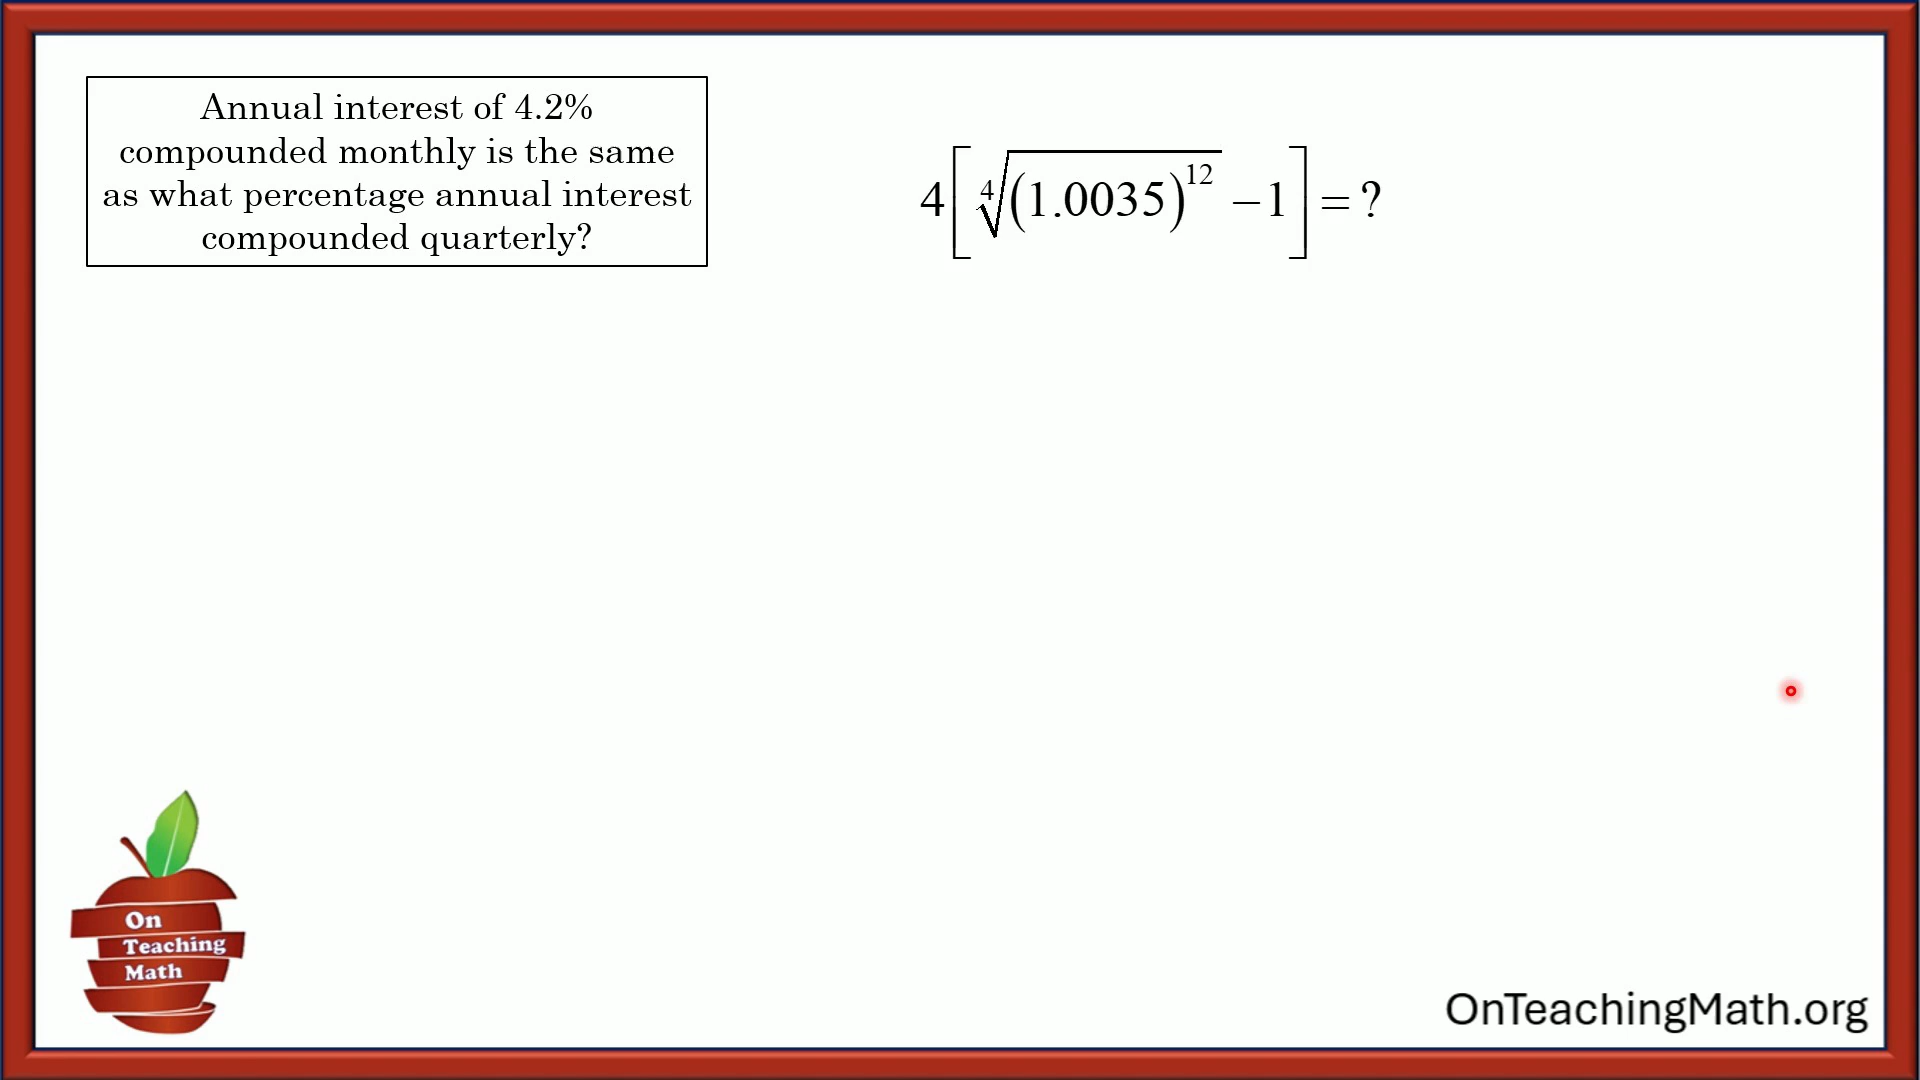 Annual interest of 4.2%
compounded monthly is the same
as what percentage annual interest
compounded quarterly?
4[∜(1.0035)¹² −1] = ?
On
Teaching
Math
OnTeachingMath.org